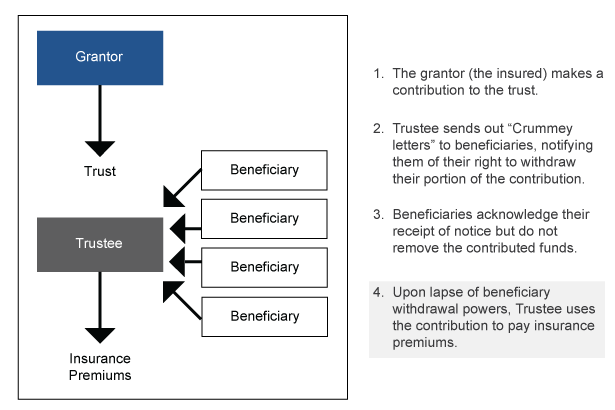 Grantor
Trust
Beneficiary
Beneficiary
Trustee
Beneficiary
Beneficiary
Insurance
Premiums
1. The grantor (the insured) makes a
contribution to the trust.
2. Trustee sends out “Crummey
letters” to beneficiaries, notifying
them of their right to withdraw
their portion of the contribution.
3. Beneficiaries acknowledge their
receipt of notice but do not
remove the contributed funds.
4. Upon lapse of beneficiary
withdrawal powers, Trustee uses
the contribution to pay insurance
premiums.